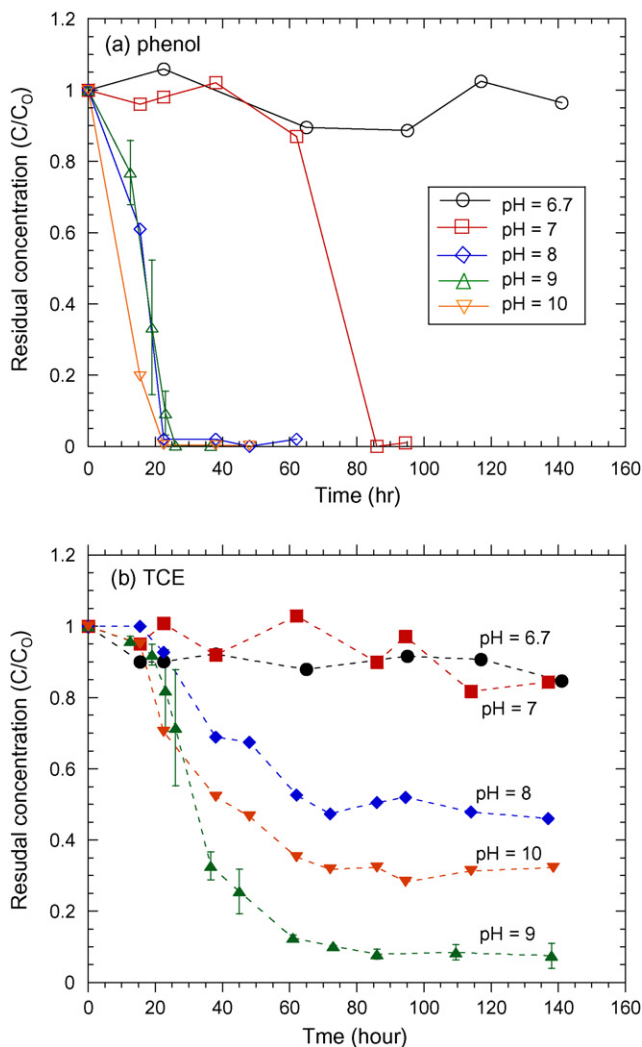 1.2
(a) phenol
1
0.8
0.6
0.4
0.2
0
Residual concentration (C/C_O)
pH = 6.7
pH = 7
pH = 8
pH = 9
pH = 10
0 20 40 60 80 100 120 140 160
Time (hr)
1.2
(b) TCE
1
0.8
0.6
0.4
0.2
0
Resudal concentration (C/C_O)
pH = 6.7
pH = 7
pH = 8
pH = 10
pH = 9
0 20 40 60 80 100 120 140 160
Tme (hour)